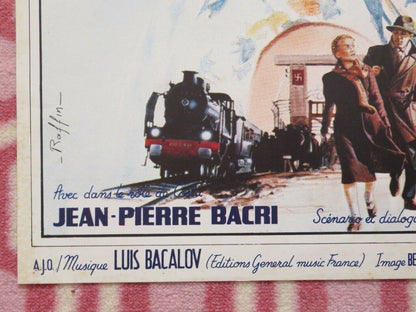 _Raffin_
Avec dans le rôle de
JEAN-PIERRE BACRI
Scénario et dialog
A.J.O. / Musique LUIS BACALOV (Editions General music France) Image BE